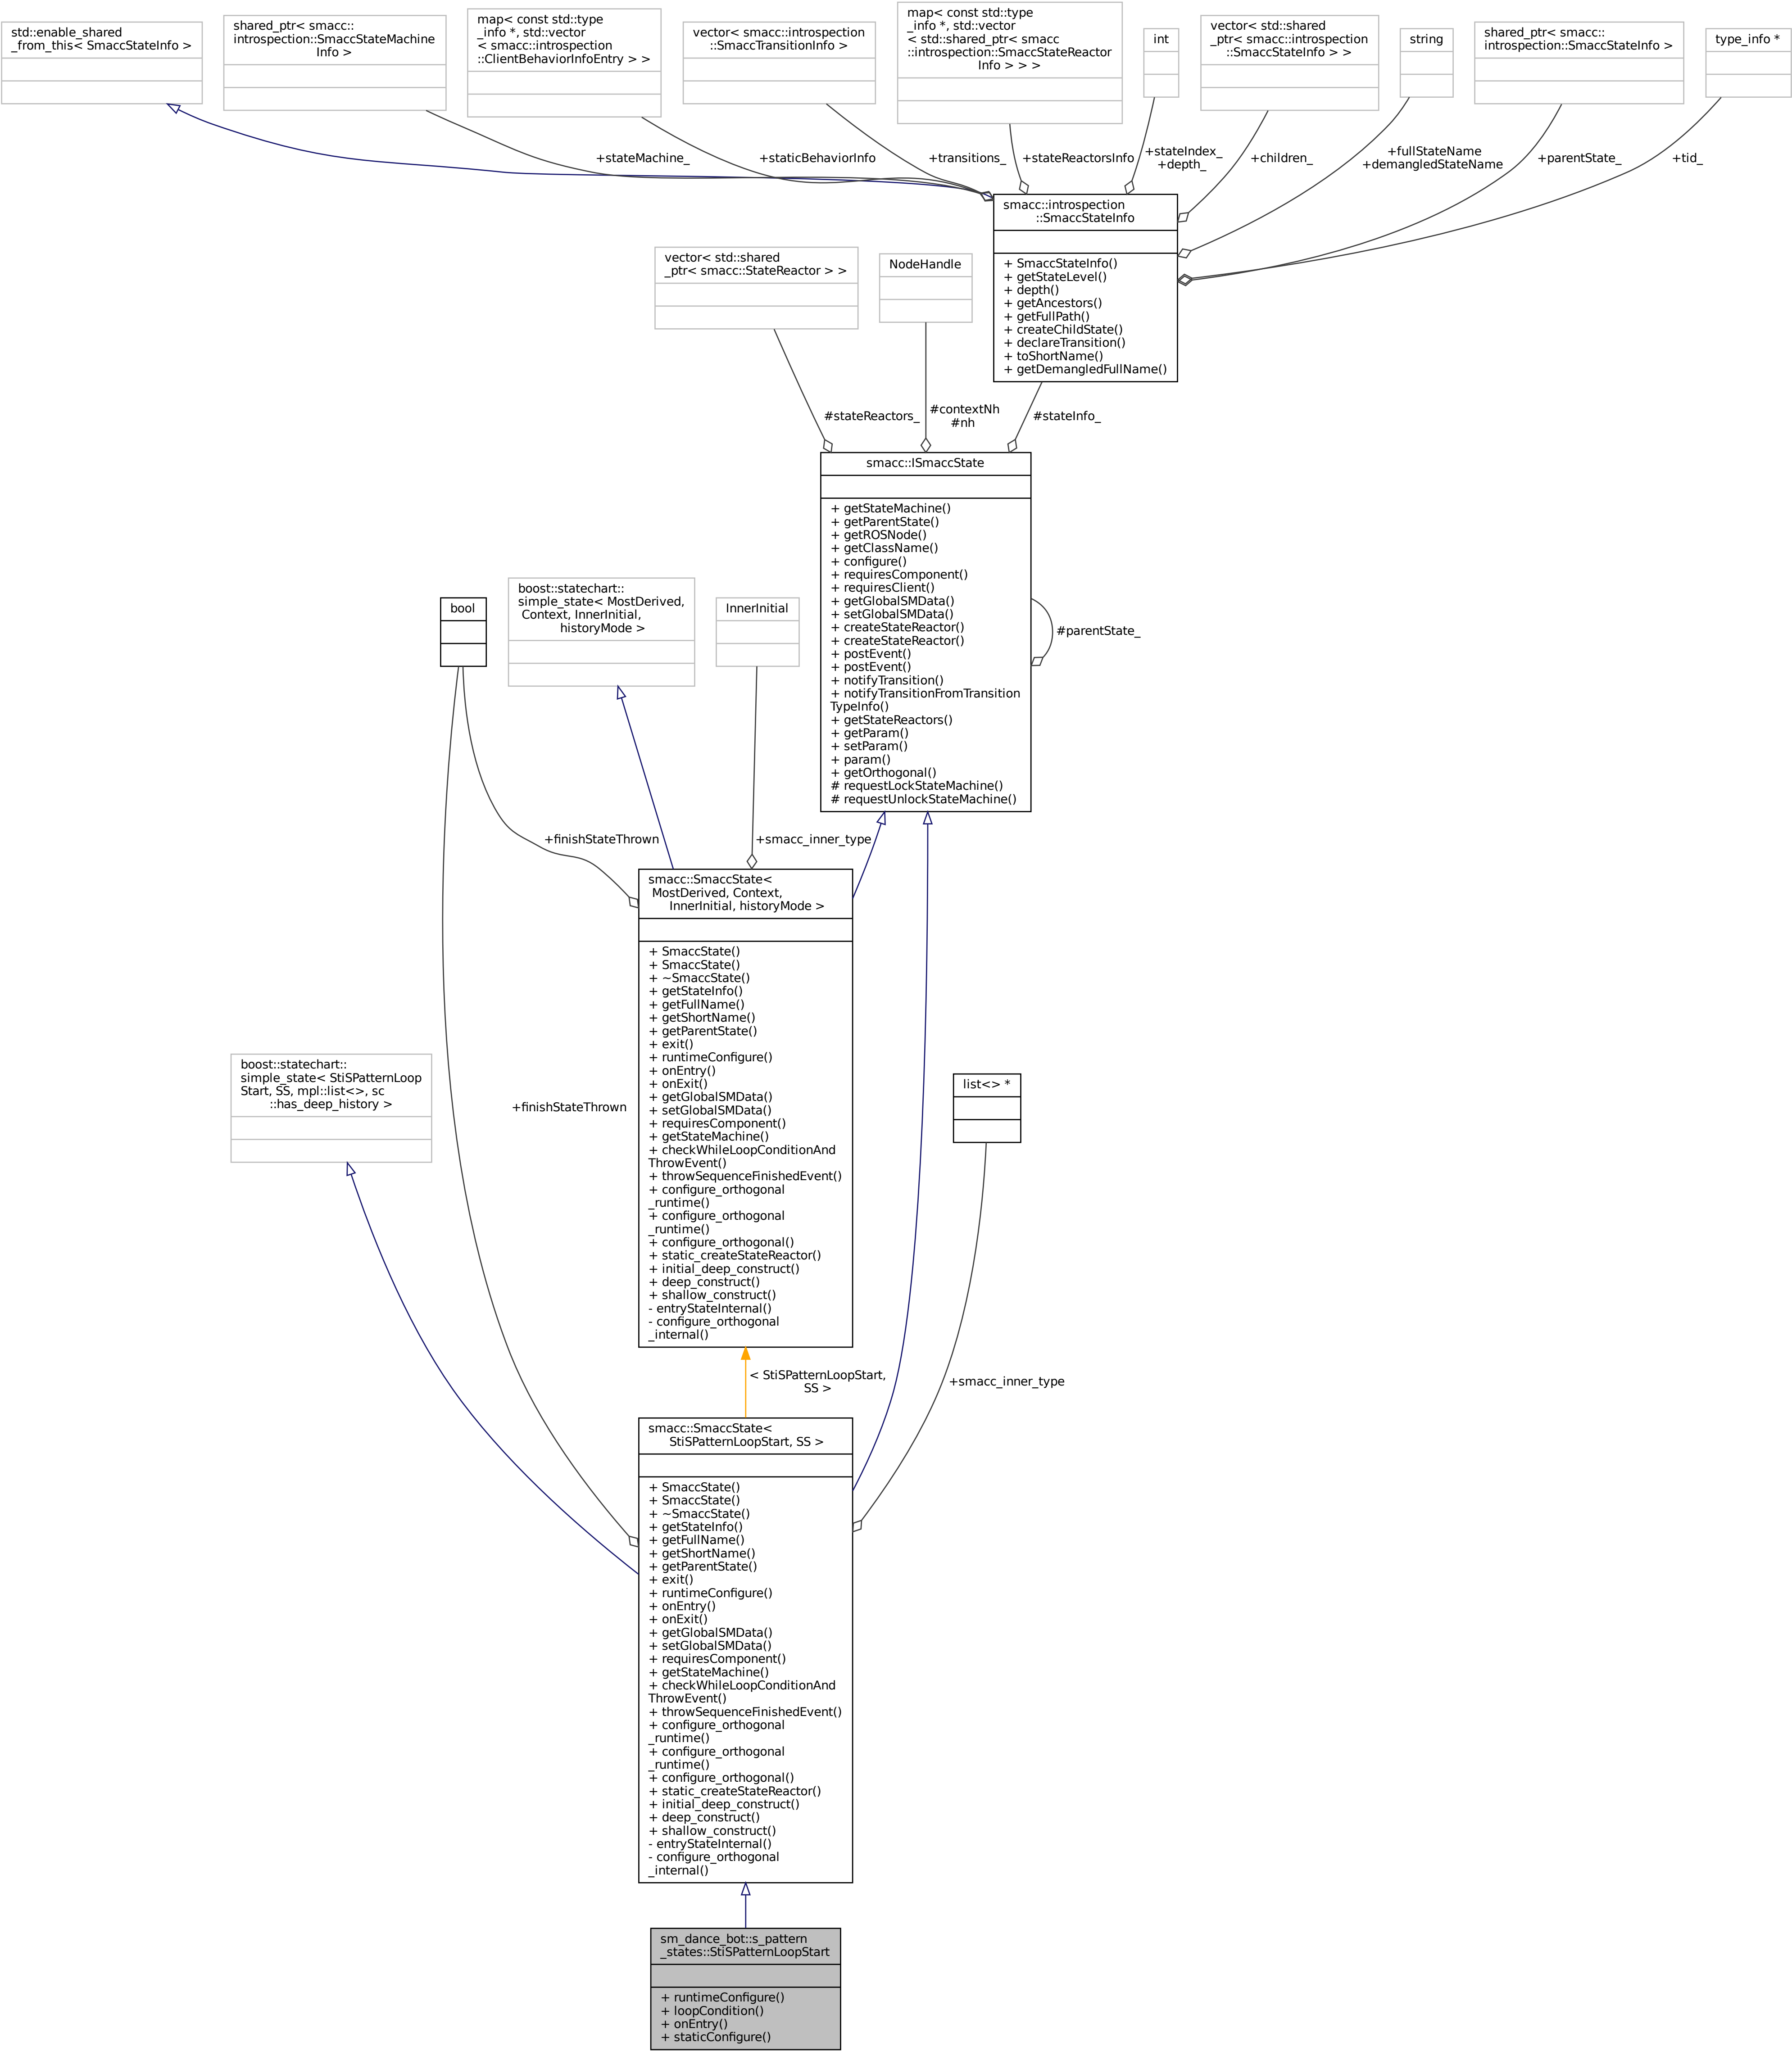 std::enable_shared
_from_this< SmaccStateInfo >
shared_ptr< smacc::
introspection::SmaccStateMachine
Info >
map< const std::type
_info *, std::vector
< smacc::introspection
::ClientBehaviorInfoEntry > >
vector< smacc::introspection
::SmaccTransitionInfo >
map< const std::type
_info *, std::vector
< std::shared_ptr< smacc
::introspection::SmaccStateReactor
Info > > >
int
vector< std::shared
_ptr< smacc::introspection
::SmaccStateInfo > >
string
shared_ptr< smacc::
introspection::SmaccStateInfo >
type_info *
+stateMachine_
+staticBehaviorInfo
+transitions_
+stateReactorsInfo
+stateIndex_
+depth_
+children_
+fullStateName
+demangledStateName
+parentState_
+tid_
smacc::introspection
::SmaccStateInfo
+ SmaccStateInfo()
+ getStateLevel()
+ depth()
+ getAncestors()
+ getFullPath()
+ createChildState()
+ declareTransition()
+ toShortName()
+ getDemangledFullName()
vector< std::shared
_ptr< smacc::StateReactor > >
NodeHandle
#stateReactors_
#contextNh
#nh
#stateInfo_
smacc::ISmaccState
+ getStateMachine()
+ getParentState()
+ getROSNode()
+ getClassName()
+ configure()
+ requiresComponent()
+ requiresClient()
+ getGlobalSMData()
+ setGlobalSMData()
+ createStateReactor()
+ createStateReactor()
+ postEvent()
+ postEvent()
+ notifyTransition()
+ notifyTransitionFromTransition
TypeInfo()
+ getStateReactors()
+ getParam()
+ setParam()
+ param()
+ getOrthogonal()
# requestLockStateMachine()
# requestUnlockStateMachine()
#parentState_
bool
boost::statechart::
simple_state< MostDerived,
Context, InnerInitial,
historyMode >
InnerInitial
+finishStateThrown
+smacc_inner_type
smacc::SmaccState<
MostDerived, Context,
InnerInitial, historyMode >
+ SmaccState()
+ SmaccState()
+ ~SmaccState()
+ getStateInfo()
+ getFullName()
+ getShortName()
+ getParentState()
+ exit()
+ runtimeConfigure()
+ onEntry()
+ onExit()
+ getGlobalSMData()
+ setGlobalSMData()
+ requiresComponent()
+ getStateMachine()
+ checkWhileLoopConditionAnd
ThrowEvent()
+ throwSequenceFinishedEvent()
+ configure_orthogonal
_runtime()
+ configure_orthogonal
_runtime()
+ configure_orthogonal()
+ static_createStateReactor()
+ initial_deep_construct()
+ deep_construct()
+ shallow_construct()
- entryStateInternal()
- configure_orthogonal
_internal()
boost::statechart::
simple_state< StiSPatternLoop
Start, SS, mpl::list<>, sc
::has_deep_history >
+finishStateThrown
list<> *
< StiSPatternLoopStart,
SS >
+smacc_inner_type
smacc::SmaccState<
StiSPatternLoopStart, SS >
+ SmaccState()
+ SmaccState()
+ ~SmaccState()
+ getStateInfo()
+ getFullName()
+ getShortName()
+ getParentState()
+ exit()
+ runtimeConfigure()
+ onEntry()
+ onExit()
+ getGlobalSMData()
+ setGlobalSMData()
+ requiresComponent()
+ getStateMachine()
+ checkWhileLoopConditionAnd
ThrowEvent()
+ throwSequenceFinishedEvent()
+ configure_orthogonal
_runtime()
+ configure_orthogonal
_runtime()
+ configure_orthogonal()
+ static_createStateReactor()
+ initial_deep_construct()
+ deep_construct()
+ shallow_construct()
- entryStateInternal()
- configure_orthogonal
_internal()
sm_dance_bot::s_pattern
_states::StiSPatternLoopStart
+ runtimeConfigure()
+ loopCondition()
+ onEntry()
+ staticConfigure()